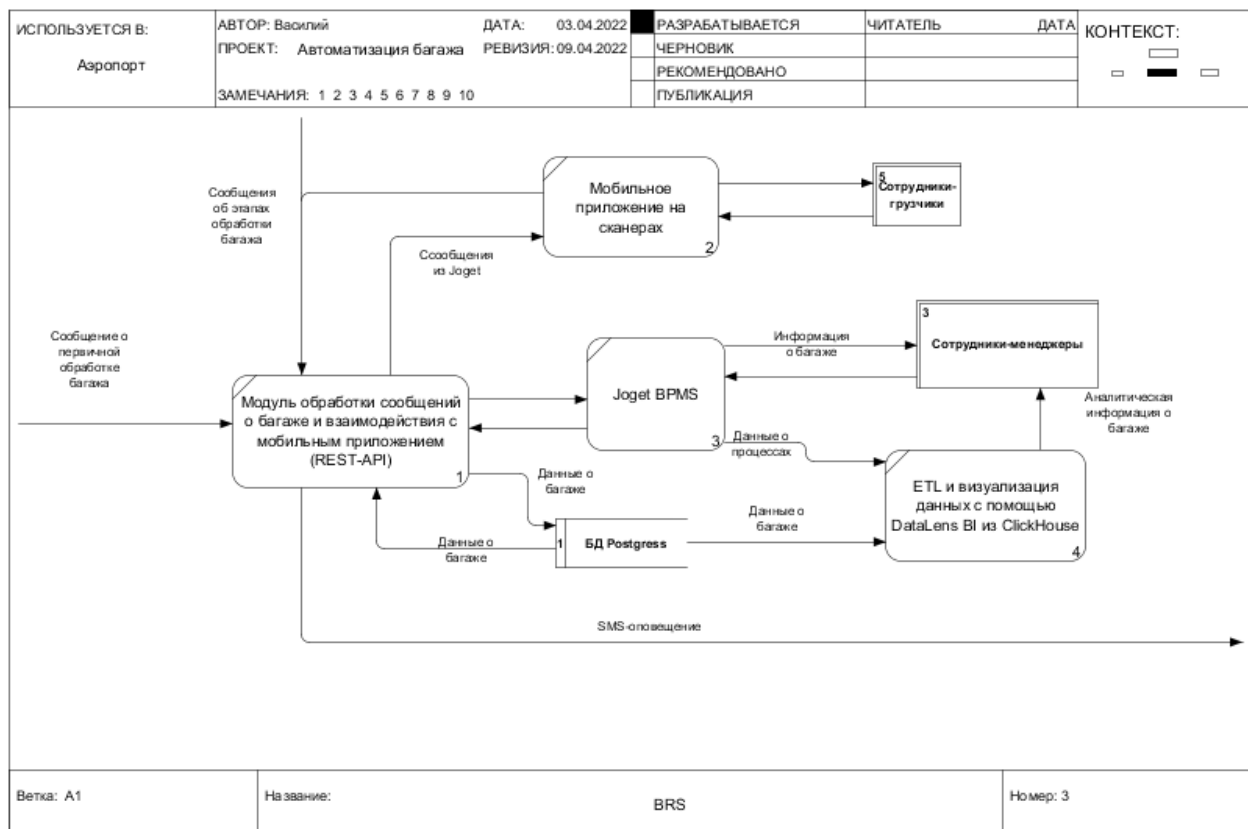 ИСПОЛЬЗУЕТСЯ В:
Аэропорт
АВТОР: Василий
ДАТА: 03.04.2022
ПРОЕКТ: Автоматизация багажа
РЕВИЗИЯ: 09.04.2022
ЗАМЕЧАНИЯ: 1 2 3 4 5 6 7 8 9 10
РАЗРАБАТЫВАЕТСЯ
ЧЕРНОВИК
РЕКОМЕНДОВАНО
ПУБЛИКАЦИЯ
ЧИТАТЕЛЬ
ДАТА
КОНТЕКСТ:
Сообщения
об этапах
обработки
багажа
Мобильное
приложение на
сканерах
2
5
Сотрудники-
грузчики
Ссообщения
из Joget
Сообщение о
первичной
обработке
багажа
Модуль обработки сообщений
о багаже и взаимодействия с
мобильным приложением
(REST-API)
1
Joget BPMS
3
Информация
о багаже
3
Сотрудники-менеджеры
Аналитическая
информация о
багаже
Данные о
процессах
Данные о
багаже
ETL и визуализация
данных с помощью
DataLens BI из ClickHouse
4
Данные о
багаже
1
БД Postgress
Данные о
багаже
SMS-оповещение
Ветка: A1
Название:
BRS
Номер: 3